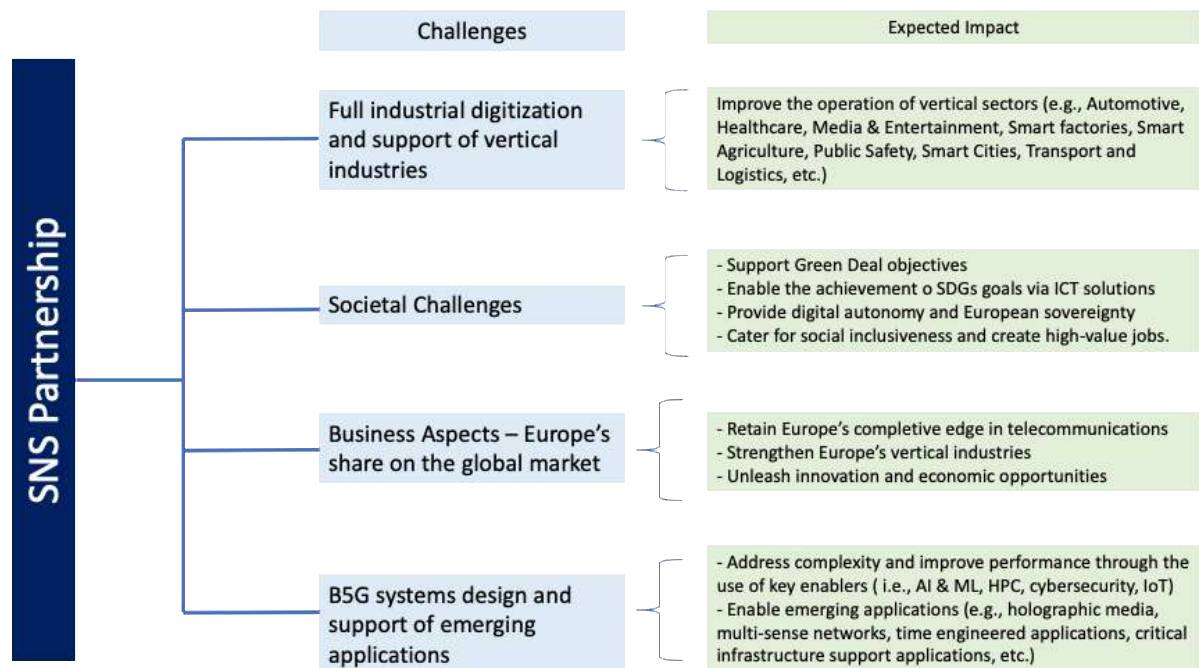 SNS Partnership
Challenges
Expected Impact
Full industrial digitization
and support of vertical
industries
Improve the operation of vertical sectors (e.g., Automotive,
Healthcare, Media & Entertainment, Smart factories, Smart
Agriculture, Public Safety, Smart Cities, Transport and
Logistics, etc.)
Societal Challenges
- Support Green Deal objectives
- Enable the achievement o SDGs goals via ICT solutions
- Provide digital autonomy and European sovereignty
- Cater for social inclusiveness and create high-value jobs.
Business Aspects – Europe's
share on the global market
- Retain Europe's completive edge in telecommunications
- Strengthen Europe's vertical industries
- Unleash innovation and economic opportunities
B5G systems design and
support of emerging
applications
- Address complexity and improve performance through the
use of key enablers ( i.e., AI & ML, HPC, cybersecurity, IoT)
- Enable emerging applications (e.g., holographic media,
multi-sense networks, time engineered applications, critical
infrastructure support applications, etc.)